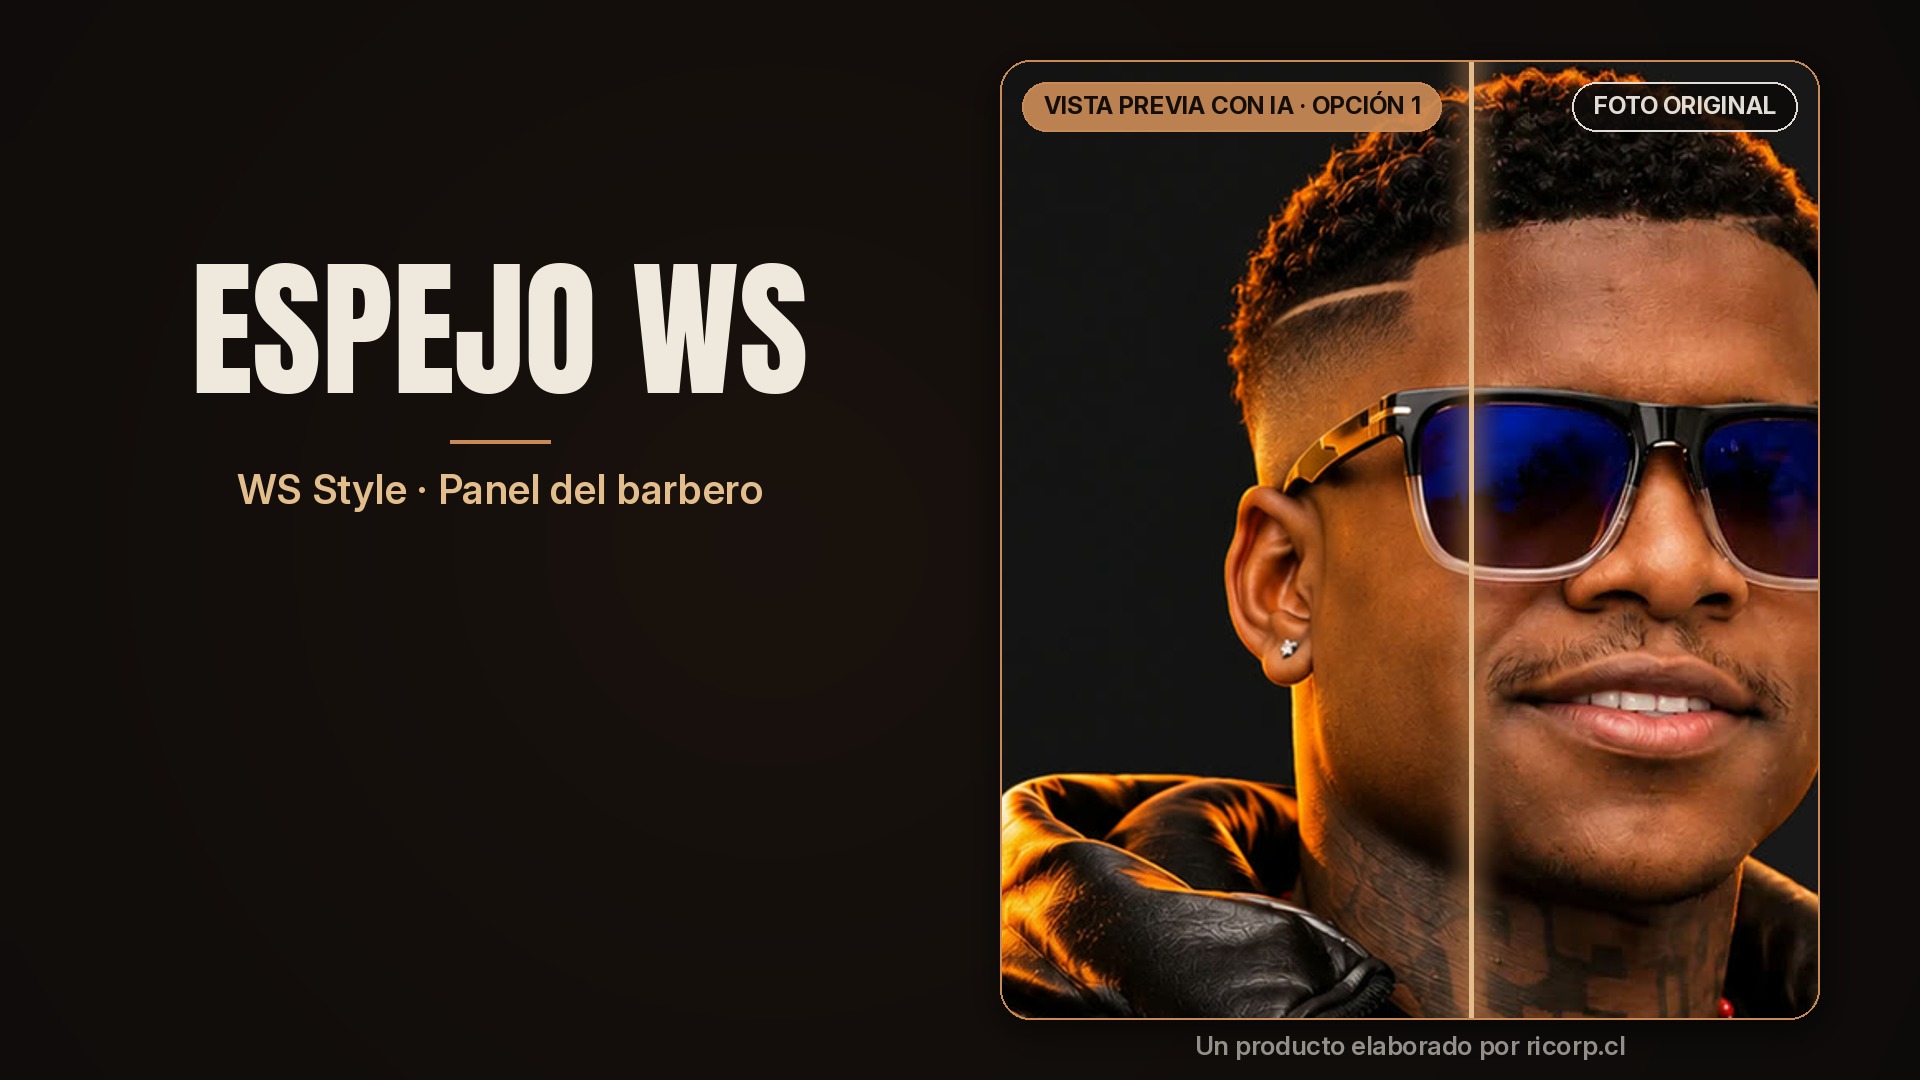 ESPEJO WS
WS Style · Panel del barbero
VISTA PREVIA CON IA · OPCIÓN 1
FOTO ORIGINAL
Un producto elaborado por ricorp.cl